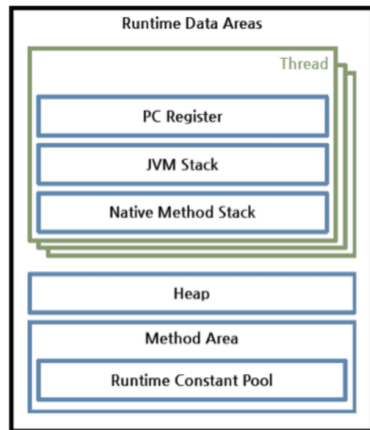 Runtime Data Areas
Thread
PC Register
JVM Stack
Native Method Stack
Heap
Method Area
Runtime Constant Pool